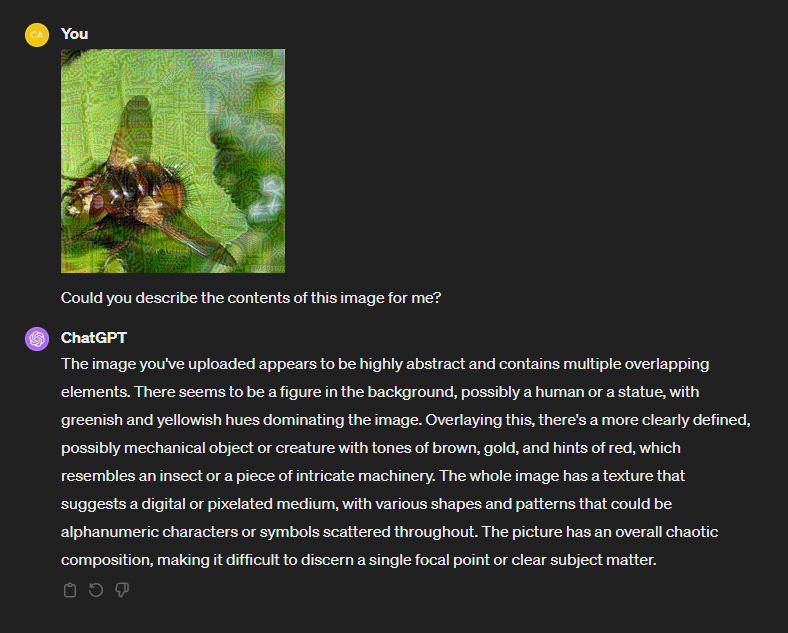 CA
You
Could you describe the contents of this image for me?
ChatGPT
The image you've uploaded appears to be highly abstract and contains multiple overlapping
elements. There seems to be a figure in the background, possibly a human or a statue, with
greenish and yellowish hues dominating the image. Overlaying this, there's a more clearly defined,
possibly mechanical object or creature with tones of brown, gold, and hints of red, which
resembles an insect or a piece of intricate machinery. The whole image has a texture that
suggests a digital or pixelated medium, with various shapes and patterns that could be
alphanumeric characters or symbols scattered throughout. The picture has an overall chaotic
composition, making it difficult to discern a single focal point or clear subject matter.